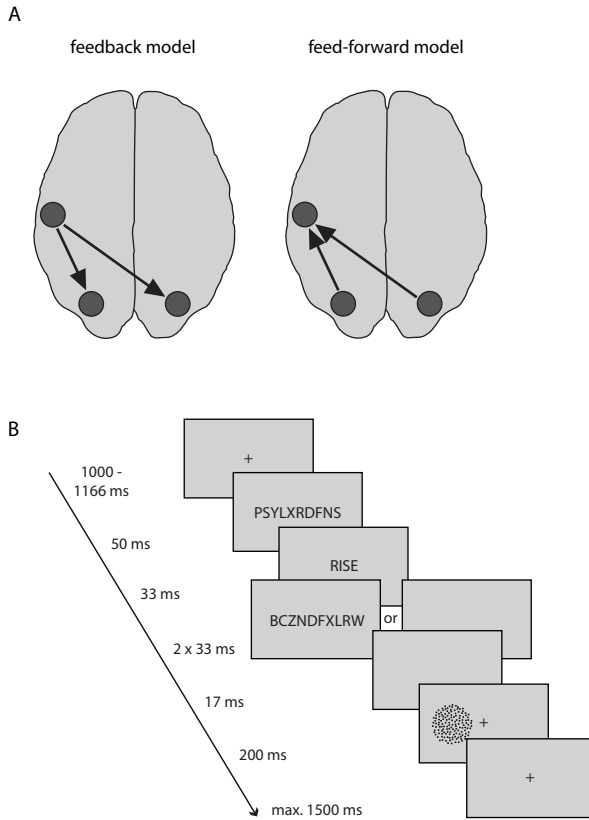 A
feedback model
feed-forward model
B
+
1000 -
1166 ms
PSYLXRDFNS
50 ms
RISE
33 ms
BCZNDFXLRW
or
2 x 33 ms
17 ms
+
200 ms
+
max. 1500 ms